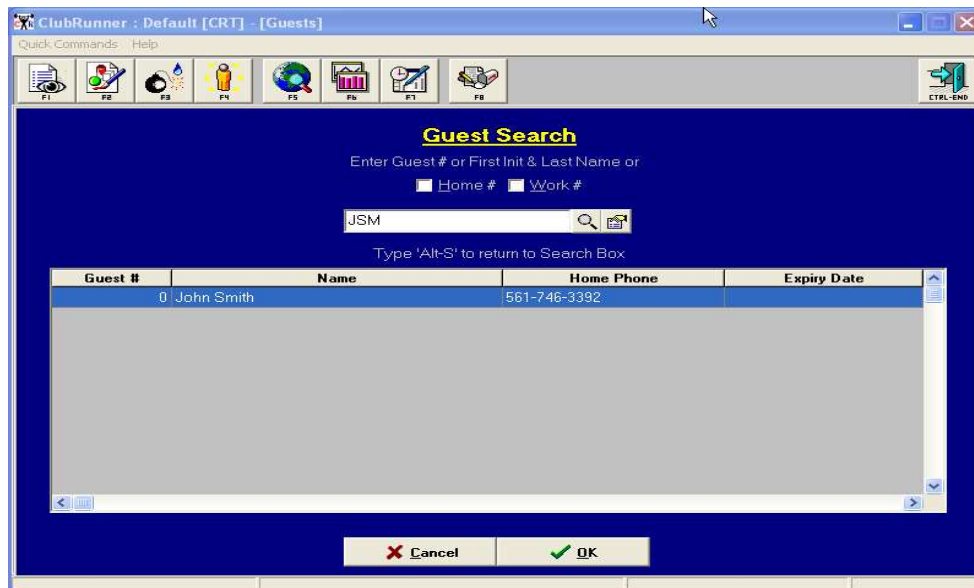 ClubRunner : Default [CRT] - [Guests]
Quick Commands Help
F1 F2 F3 F4 F5 F6 F7 F8 CTRL-END
Guest Search
Enter Guest # or First Init & Last Name or
Home # Work #
JSM
Type 'Alt-S' to return to Search Box
Guest # Name Home Phone Expiry Date
0 John Smith 561-746-3392
Cancel OK